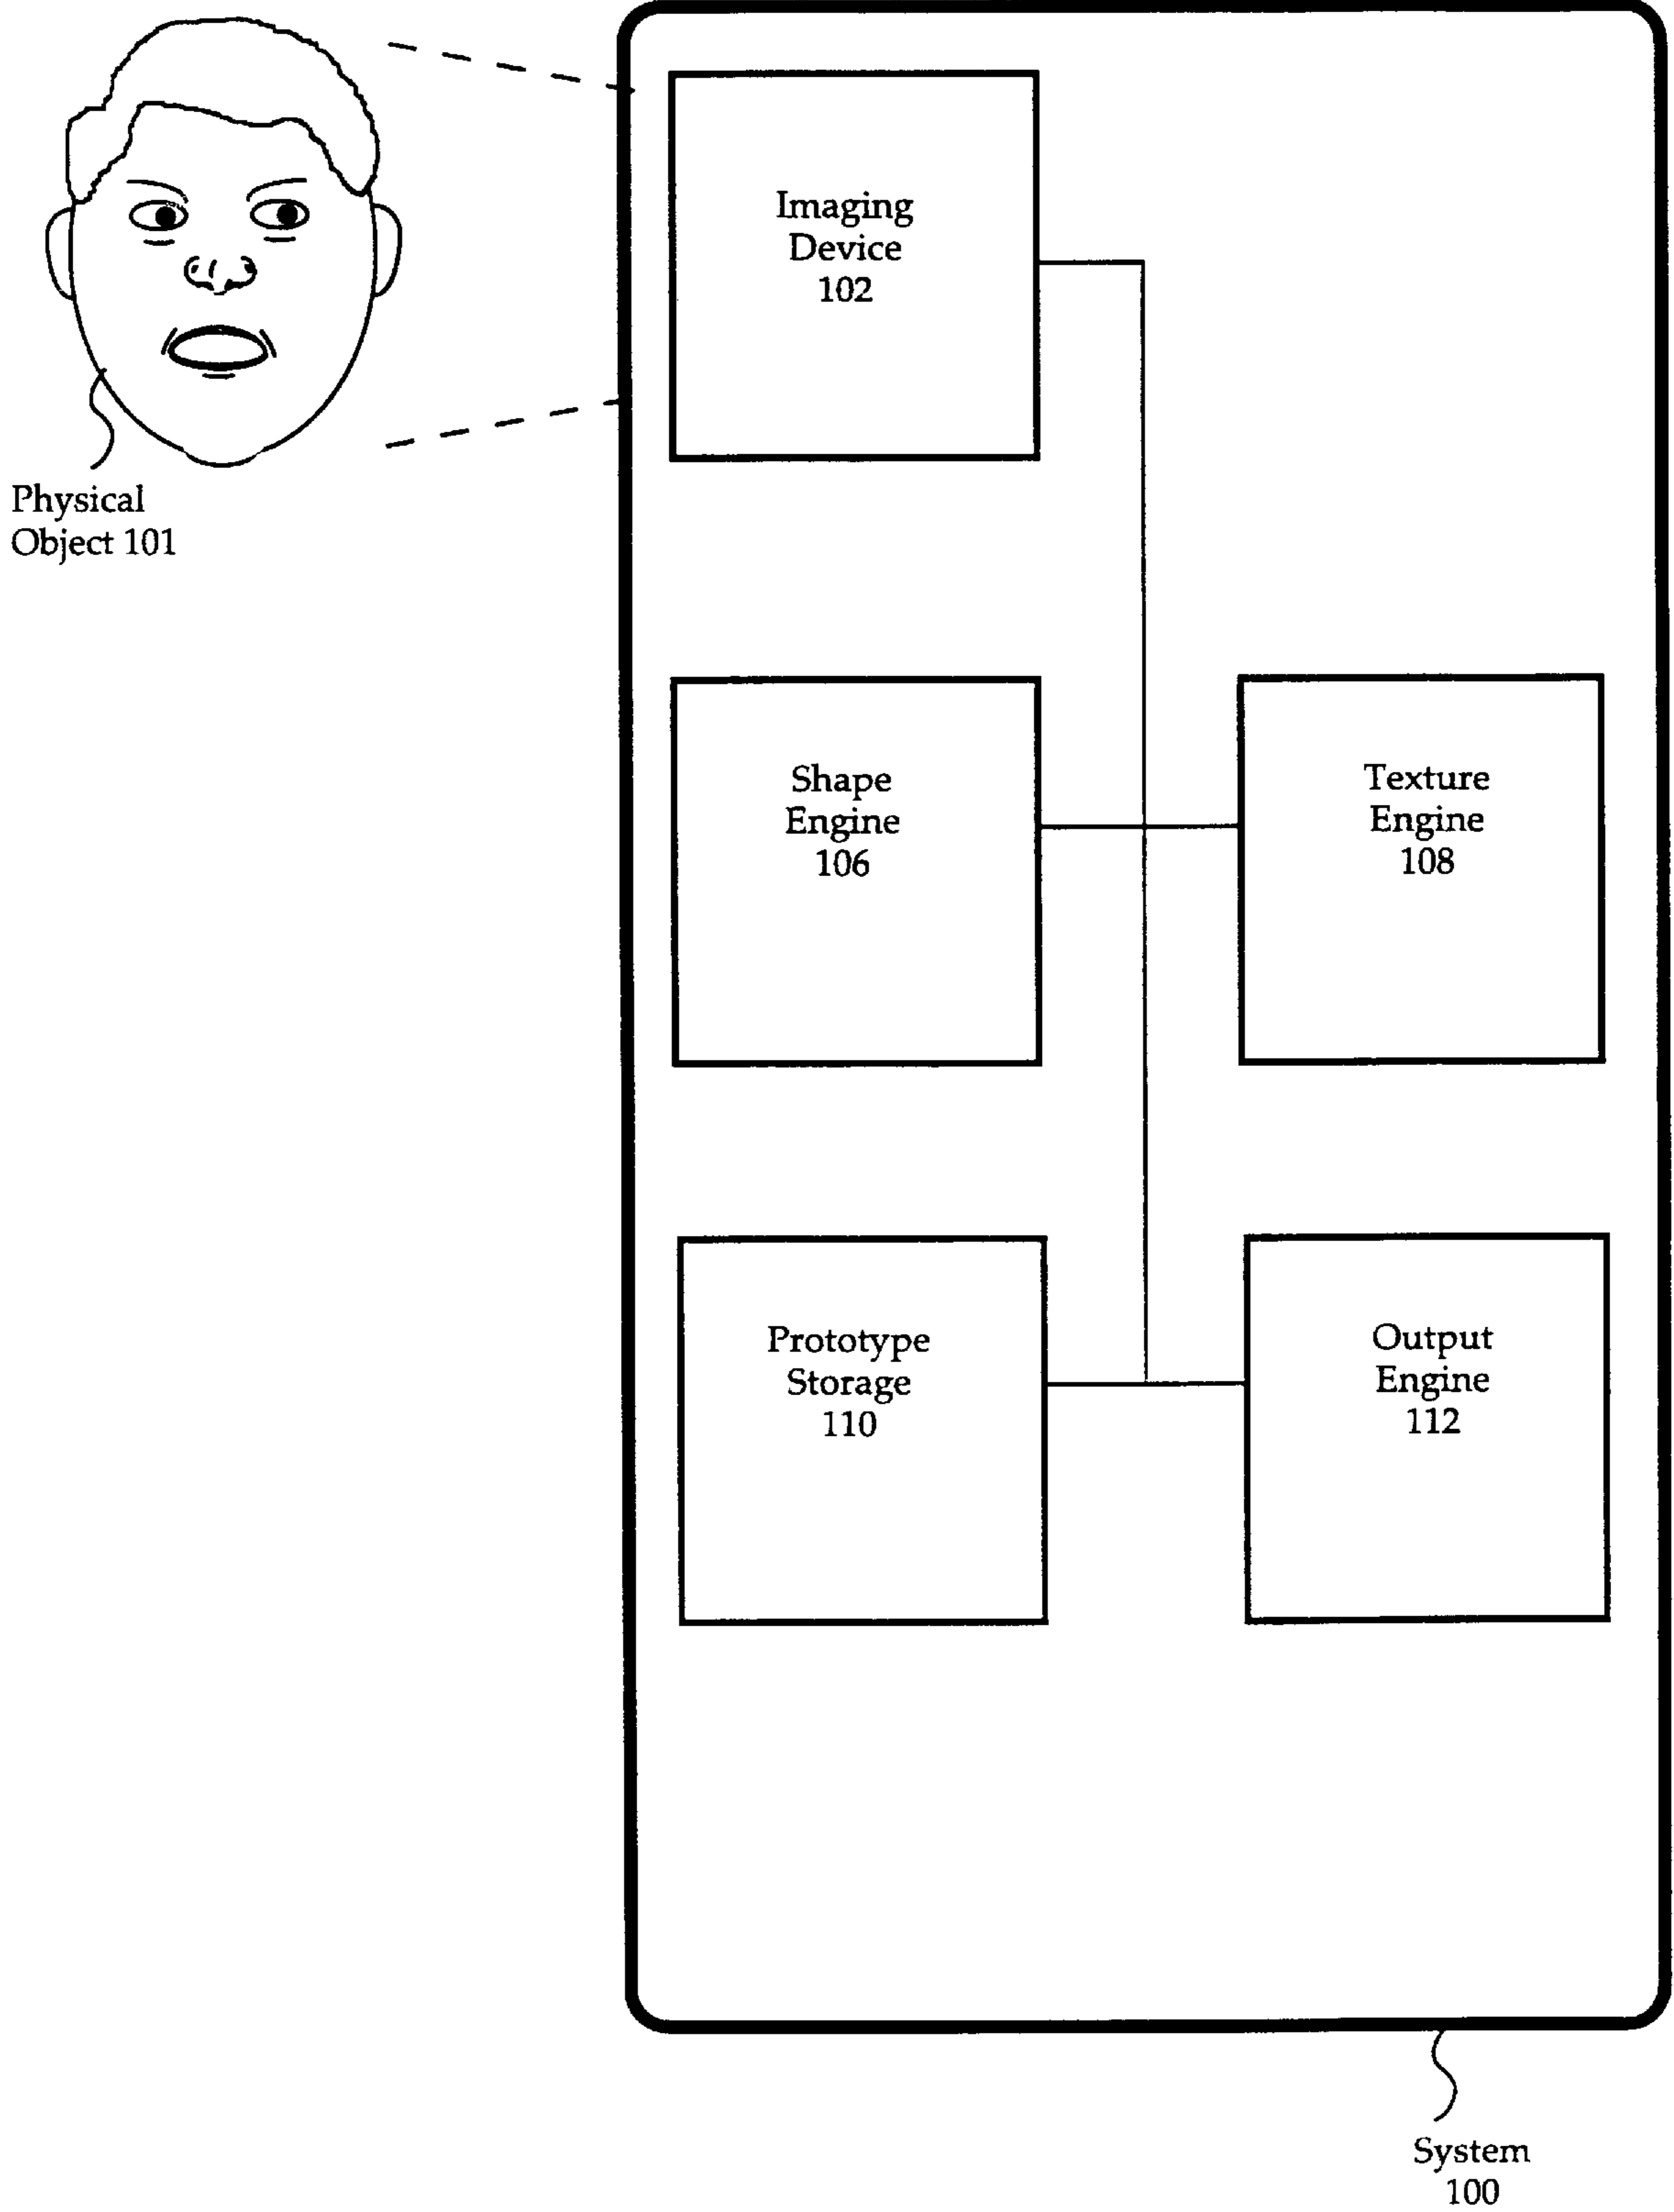 Imaging
Device
102
Physical
Object 101
Shape
Engine
106
Texture
Engine
108
Prototype
Storage
110
Output
Engine
112
System
100